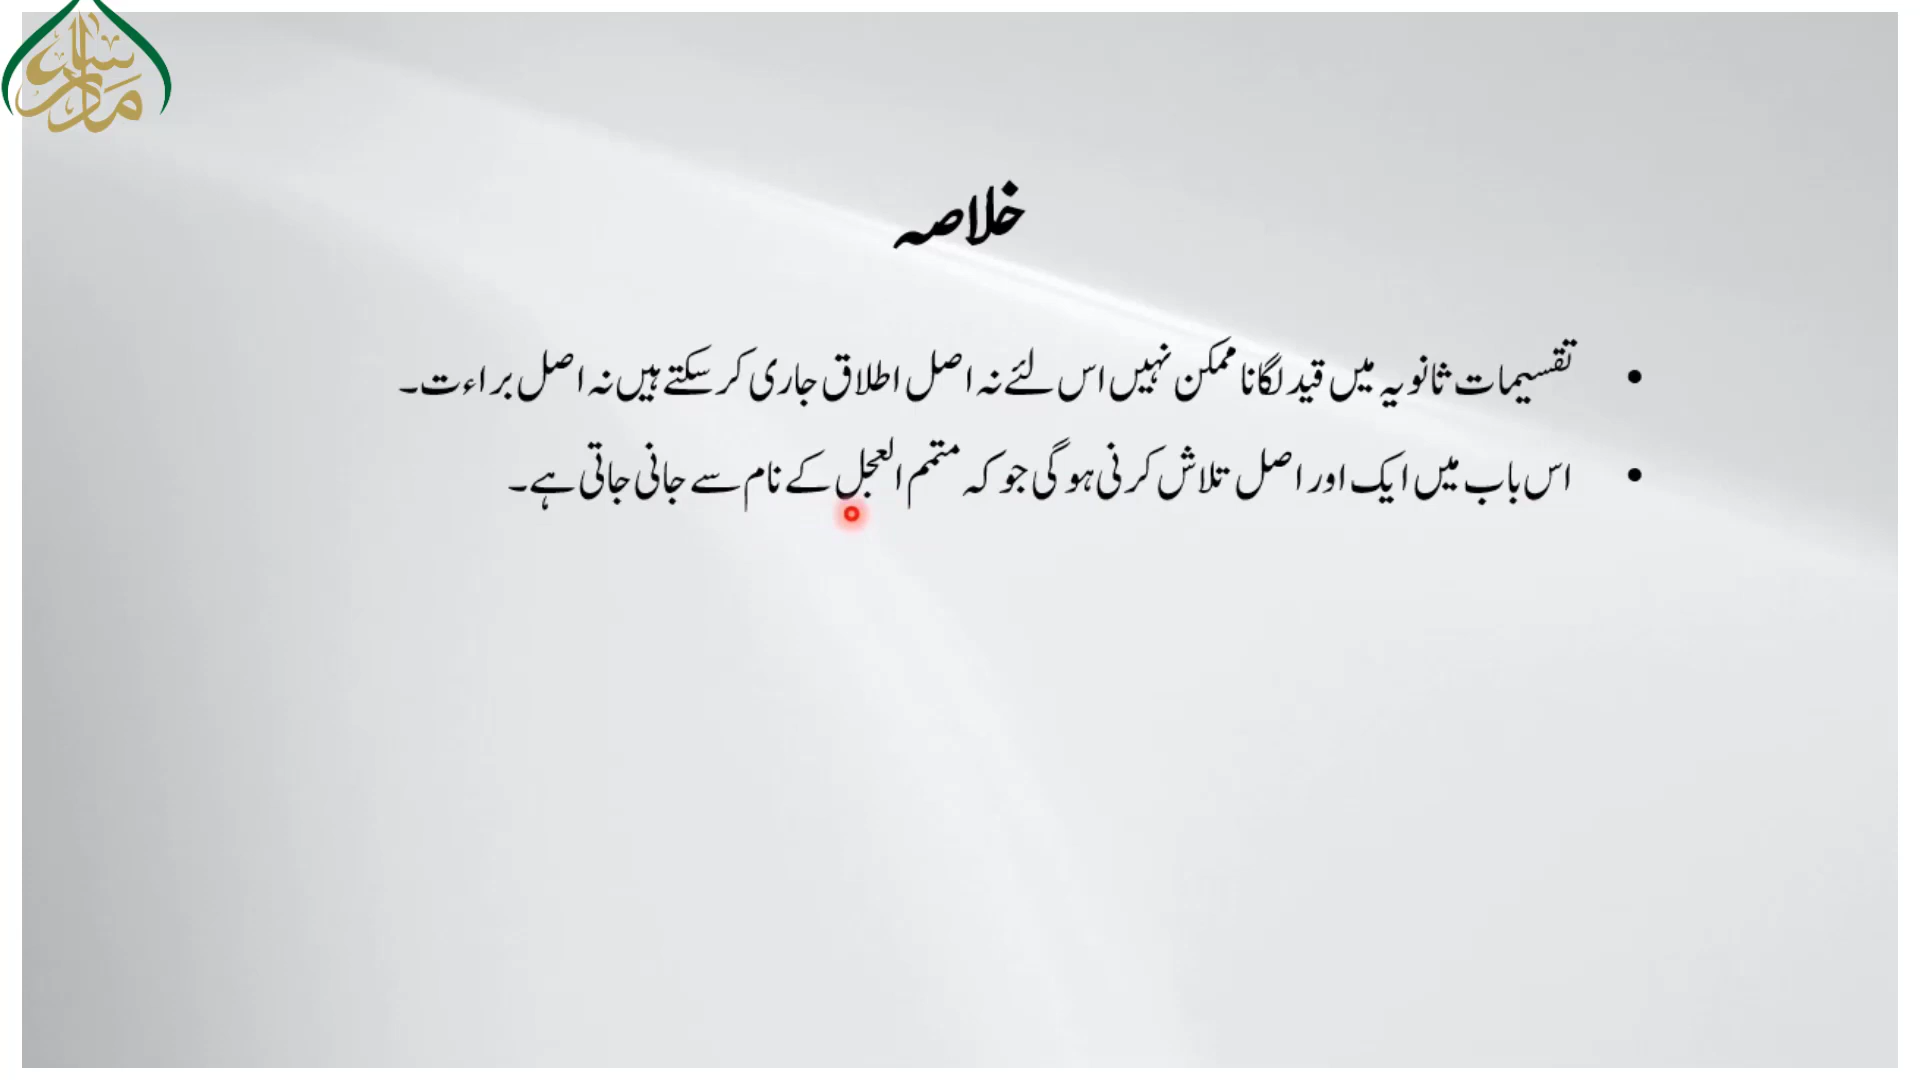 مدرسہ
خلاصہ
• تقسیمات ثانویہ میں قید لگانا ممکن نہیں اس لئے نہ اصل اطلاق جاری کر سکتے ہیں نہ اصل براءت۔
• اس باب میں ایک اور اصل تلاش کرنی ہوگی جو کہ متمم العجل کے نام سے جانی جاتی ہے۔